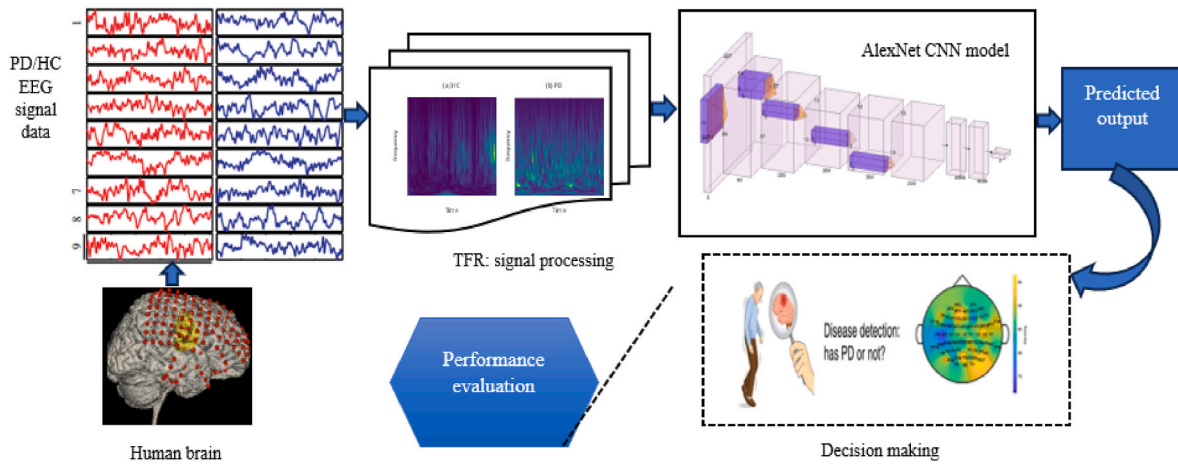 PD/HC
EEG
signal
data
1
7
8
9
(a)HC
(b) PD
Frequency
Frequency
Time
Time
TFR: signal processing
AlexNet CNN model
Predicted
output
Human brain
Performance
evaluation
Disease detection:
has PD or not?
Decision making